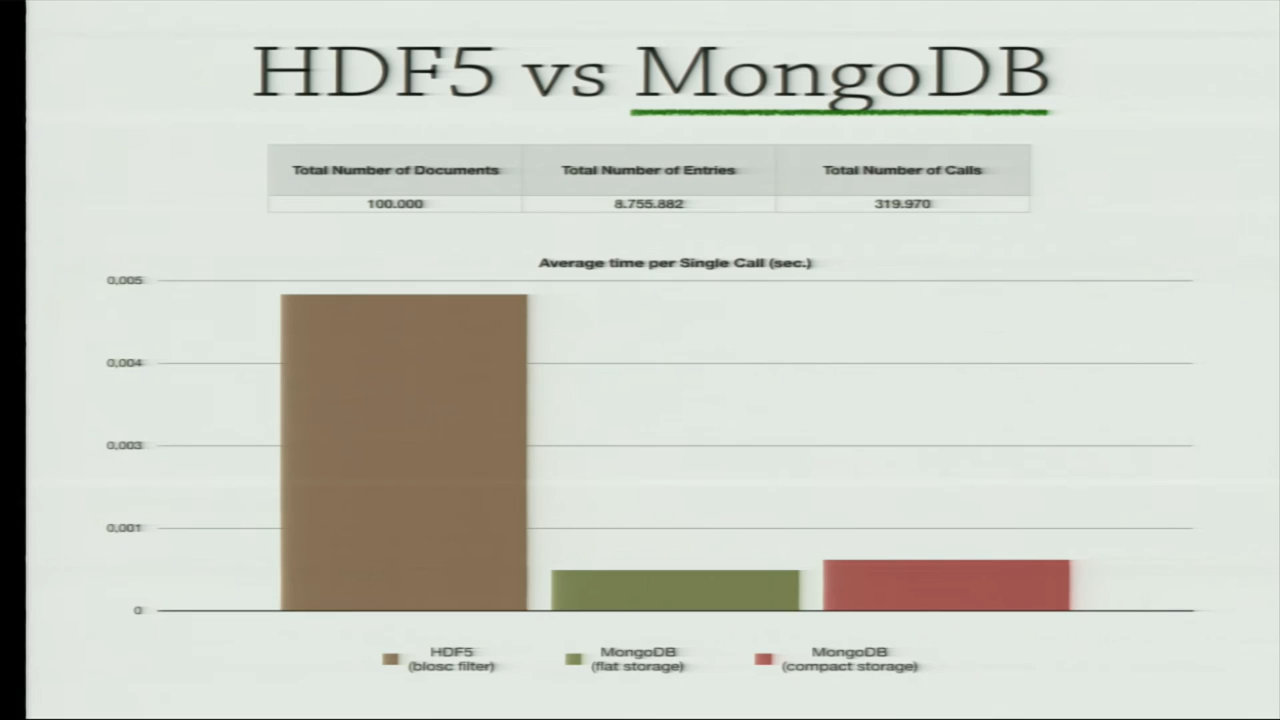 HDF5 vs MongoDB
Total Number of Documents Total Number of Entries Total Number of Calls
100.000 8.755.882 319.970
Average time per Single Call (sec.)
0,005
0,004
0,003
0,001
0
HDF5
(blosc filter)
MongoDB
(flat storage)
MongoDB
(compact storage)